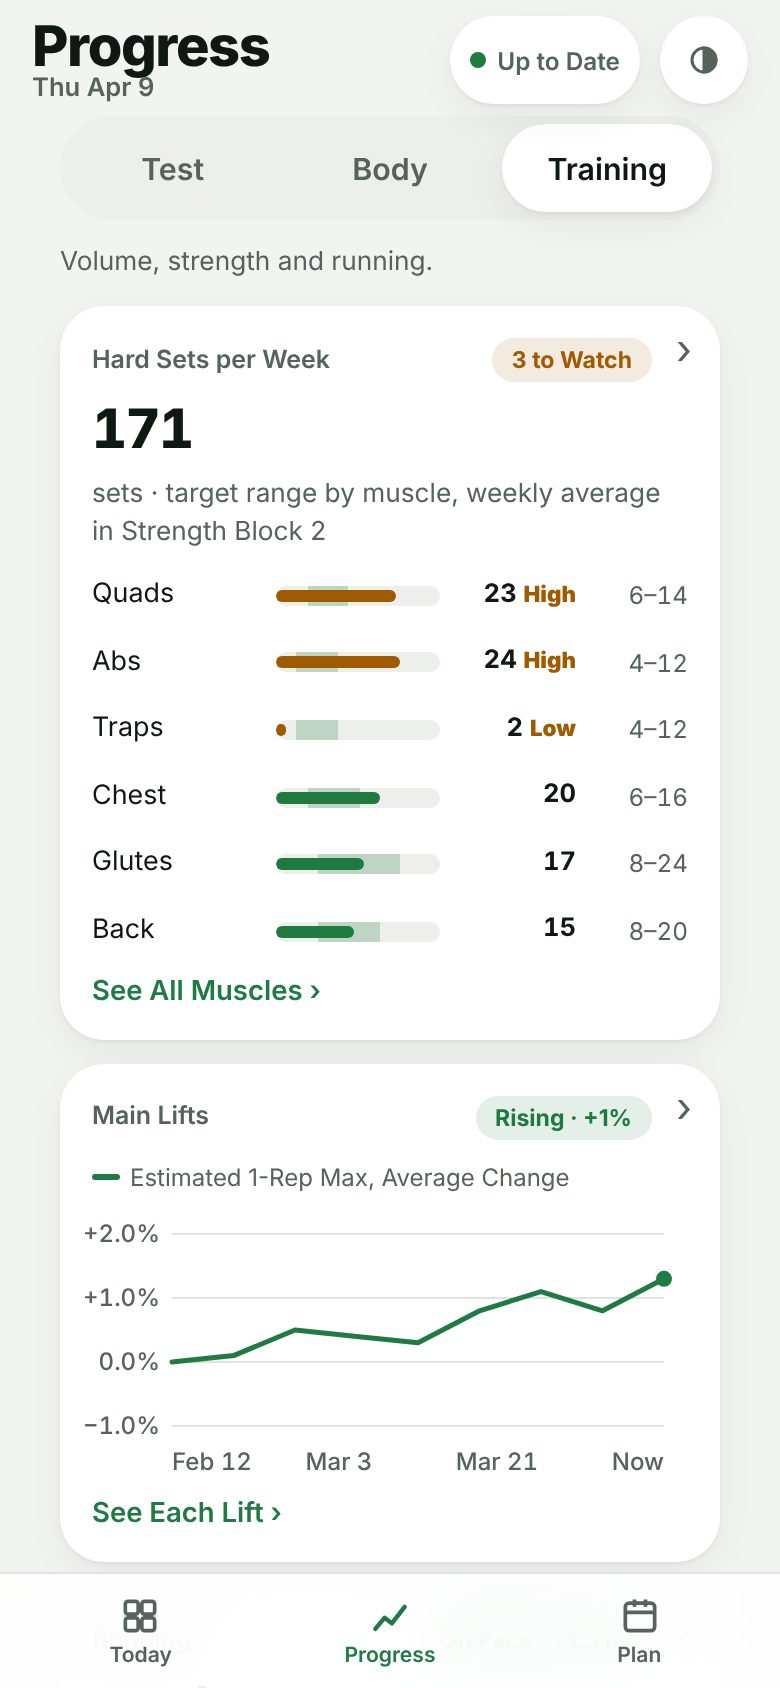 Progress
Thu Apr 9
Up to Date
Test
Body
Training
Volume, strength and running.
Hard Sets per Week
3 to Watch
171
sets · target range by muscle, weekly average
in Strength Block 2
Quads 23 High 6–14
Abs 24 High 4–12
Traps 2 Low 4–12
Chest 20 6–16
Glutes 17 8–24
Back 15 8–20
See All Muscles ›
Main Lifts
Rising · +1%
Estimated 1-Rep Max, Average Change
+2.0%
+1.0%
0.0%
−1.0%
Feb 12 Mar 3 Mar 21 Now
See Each Lift ›
Today
Progress
Plan